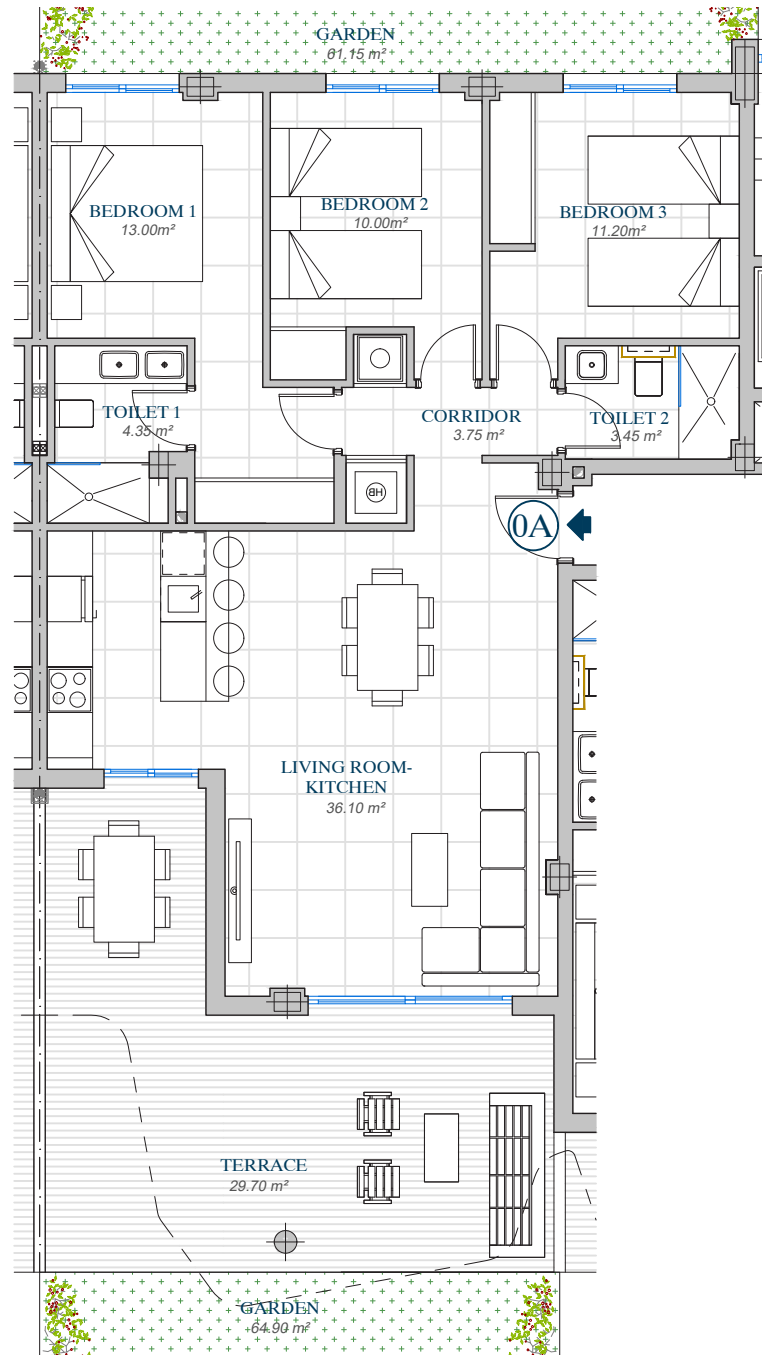 GARDEN
61.15 m²
BEDROOM 1
13.00m²
BEDROOM 2
10.00m²
BEDROOM 3
11.20m²
TOILET 1
4.35 m²
CORRIDOR
3.75 m²
TOILET 2
3.45 m²
HB
0A
LIVING ROOM-
KITCHEN
36.10 m²
TERRACE
29.70 m²
GARDEN
64.90 m²